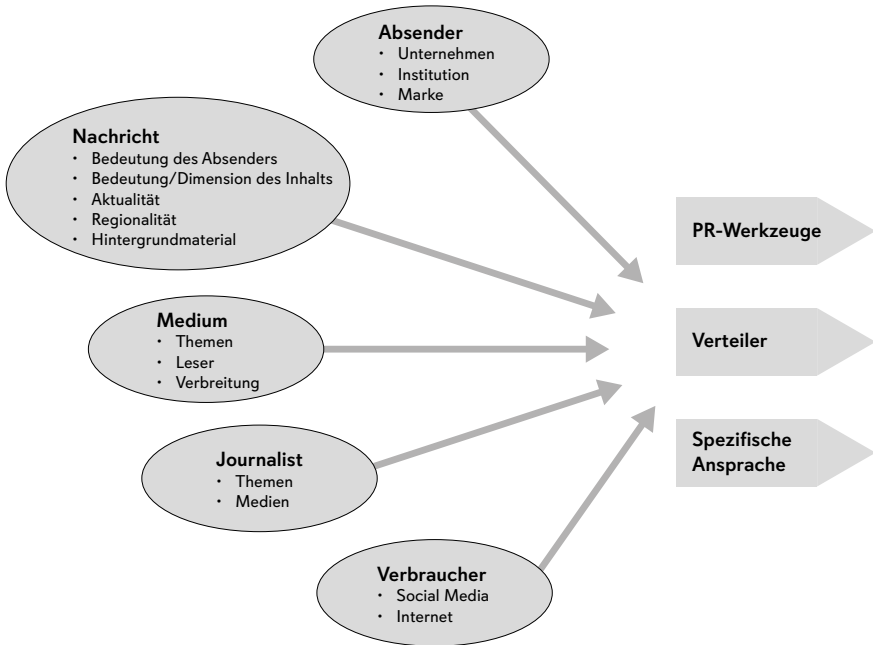 Absender
• Unternehmen
• Institution
• Marke
Nachricht
• Bedeutung des Absenders
• Bedeutung/Dimension des Inhalts
• Aktualität
• Regionalität
• Hintergrundmaterial
Medium
• Themen
• Leser
• Verbreitung
Journalist
• Themen
• Medien
Verbraucher
• Social Media
• Internet
PR-Werkzeuge
Verteiler
Spezifische
Ansprache